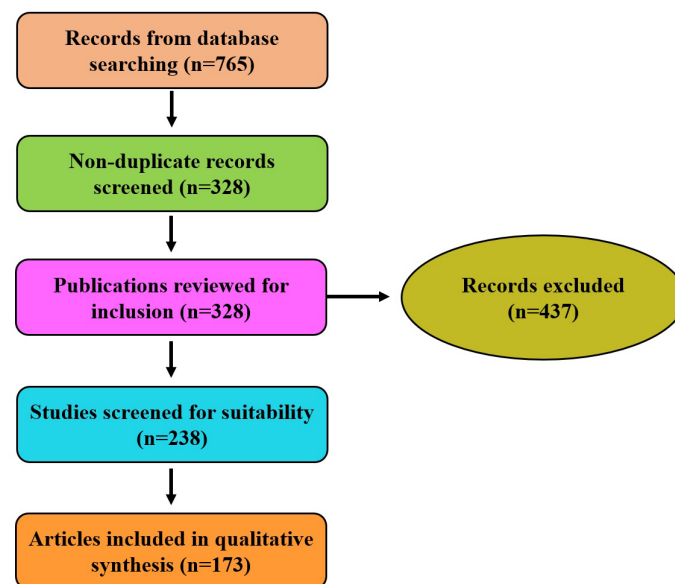 Records from database
searching (n=765)
Non-duplicate records
screened (n=328)
Publications reviewed for
inclusion (n=328)
Records excluded
(n=437)
Studies screened for suitability
(n=238)
Articles included in qualitative
synthesis (n=173)